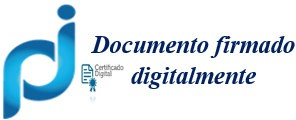 Documento firmado
Certificado
Digital
digitalmente